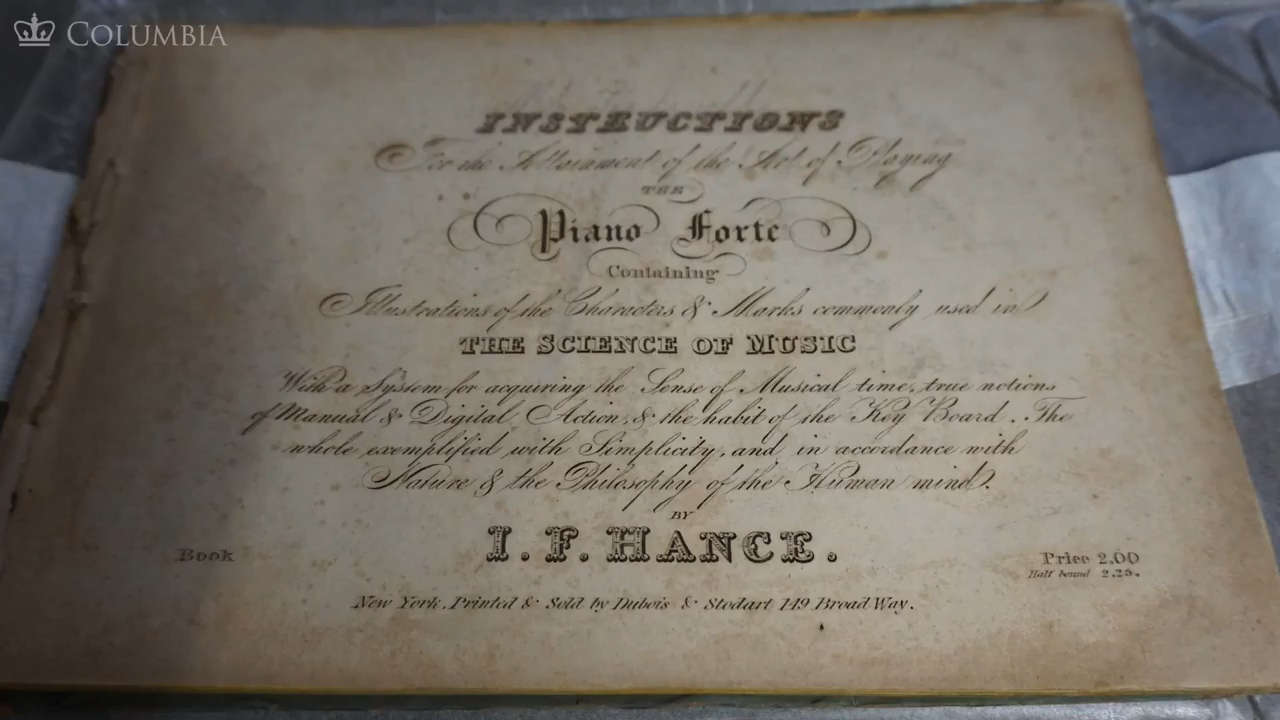 COLUMBIA
INSTRUCTIONS
For the Attainment of the Art of Playing
THE
Piano Forte
Containing
Illustrations of the Characters & Marks commonly used in
THE SCIENCE OF MUSIC
With a System for acquiring the Sense of Musical time, true notions
of Manual & Digital Action, & the habit of the Key Board. The
whole exemplified with Simplicity, and in accordance with
Nature & the Philosophy of the Human mind.
BY
I. F. HANCE.
Book
Price 2,00
Half bound 2,25.
New York, Printed & Sold by Dubois & Stodart 149 Broad Way.